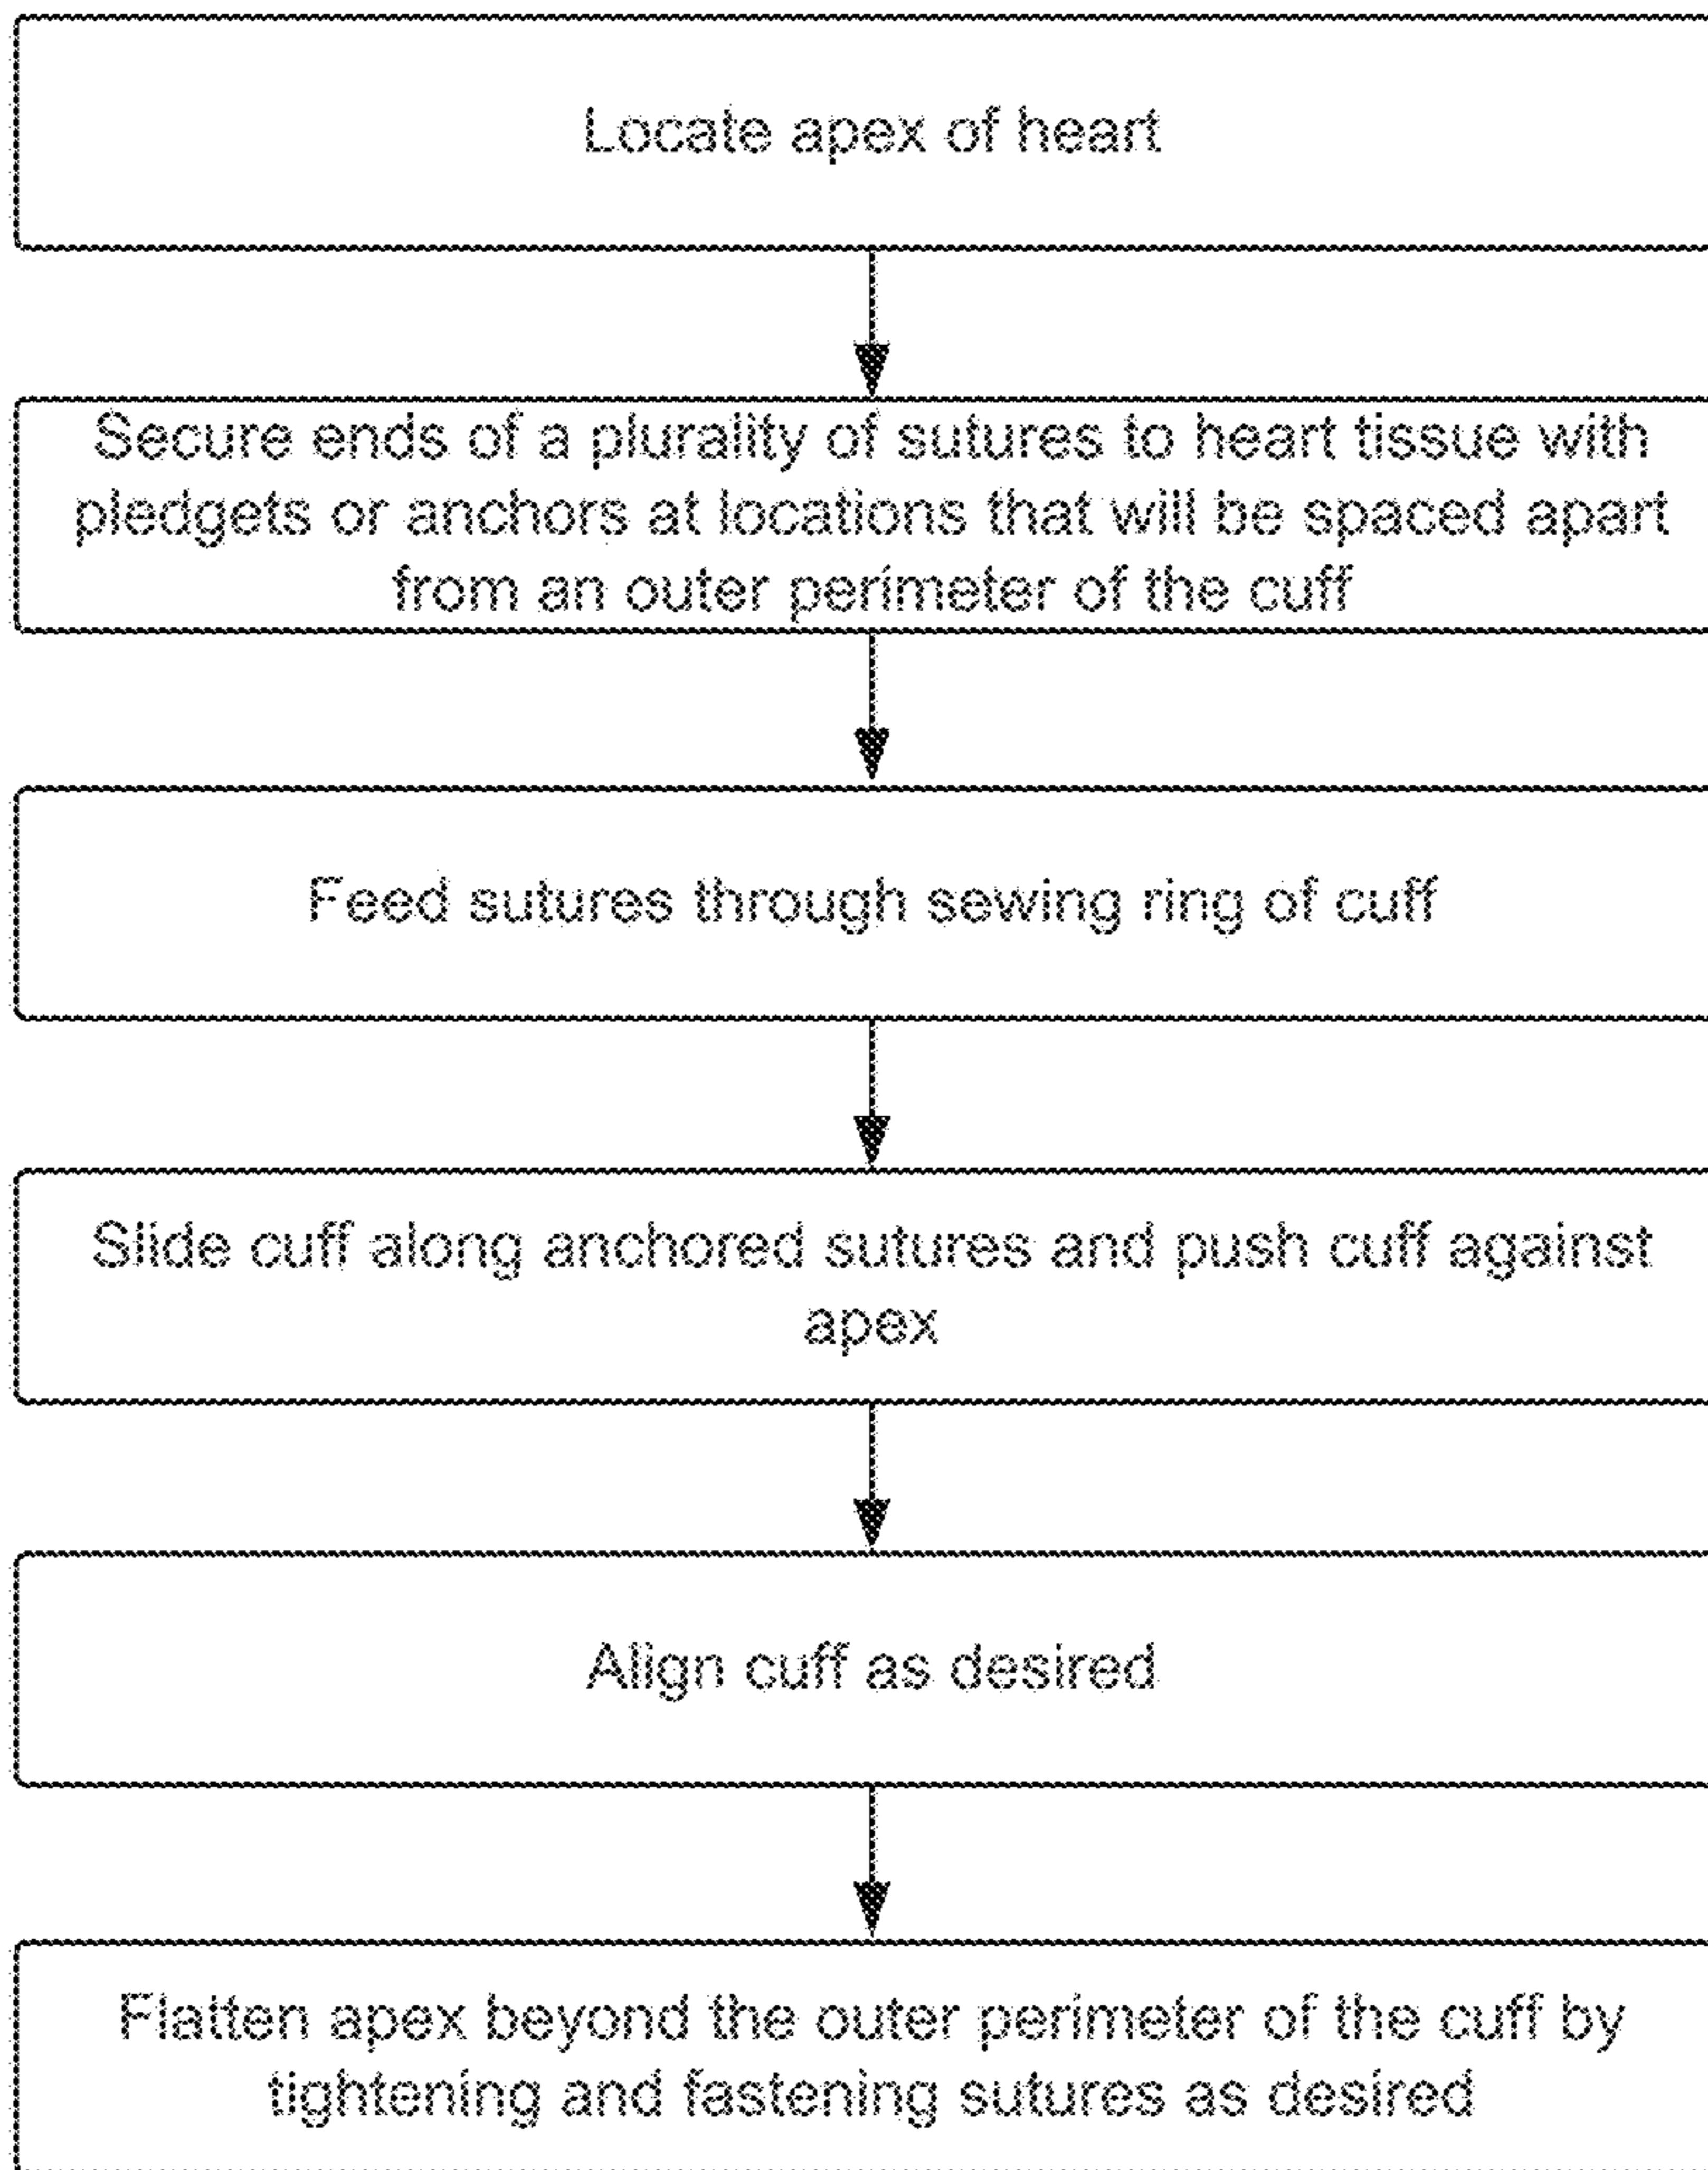 Locate apex of heart
Secure ends of a plurality of sutures to heart tissue with
pledgets or anchors at locations that will be spaced apart
from an outer perimeter of the cuff
Feed sutures through sewing ring of cuff
Slide cuff along anchored sutures and push cuff against
apex
Align cuff as desired
Flatten apex beyond the outer perimeter of the cuff by
tightening and fastening sutures as desired